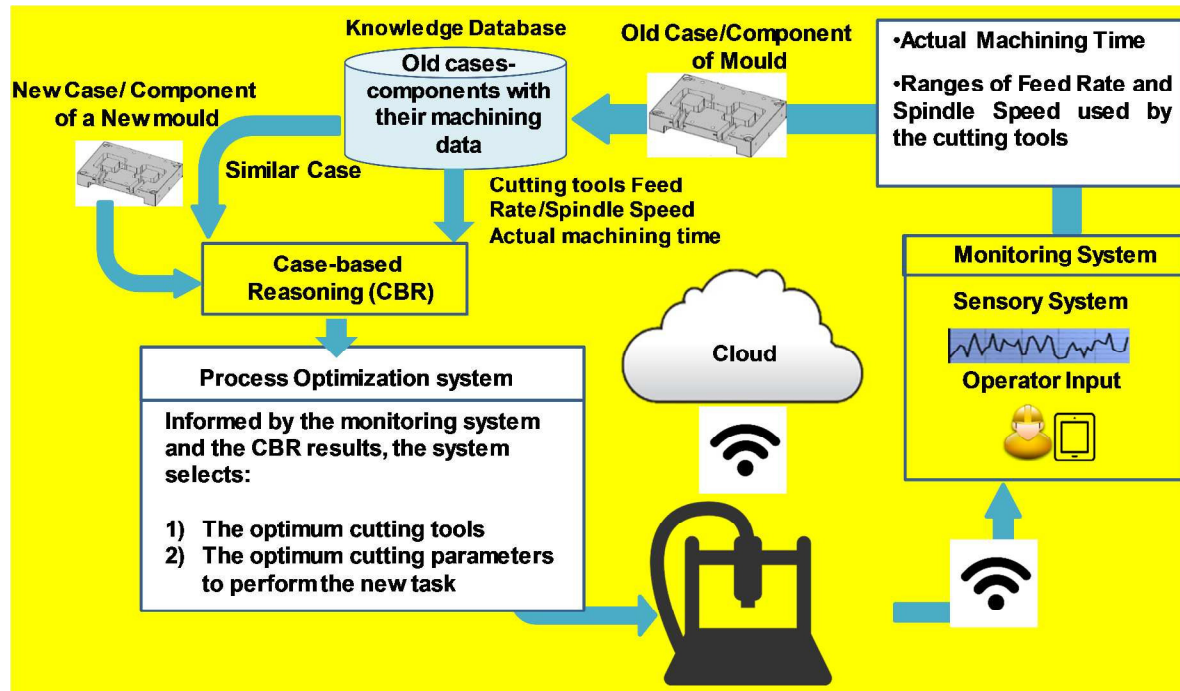 Knowledge Database
Old cases-
components with
their machining
data
Old Case/Component
of Mould
•Actual Machining Time
•Ranges of Feed Rate and
Spindle Speed used by
the cutting tools
New Case/ Component
of a New mould
Similar Case
Cutting tools Feed
Rate/Spindle Speed
Actual machining time
Case-based
Reasoning (CBR)
Monitoring System
Sensory System
Operator Input
Cloud
Process Optimization system
Informed by the monitoring system
and the CBR results, the system
selects:
1) The optimum cutting tools
2) The optimum cutting parameters
to perform the new task